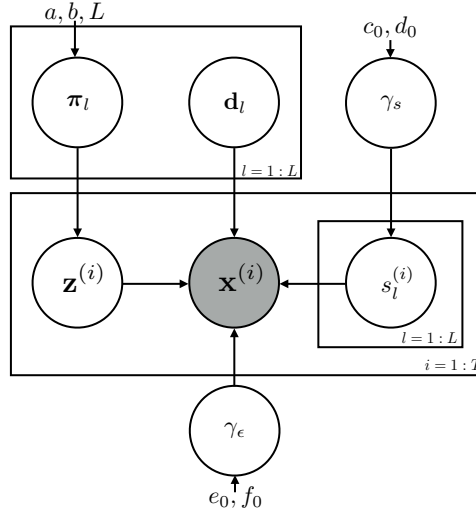 a, b, L
c₀, d₀
π_l
d_l
γ_s
l = 1 : L
z⁽ⁱ⁾
x⁽ⁱ⁾
s_l⁽ⁱ⁾
l = 1 : L
i = 1 : T
γ_ϵ
e₀, f₀